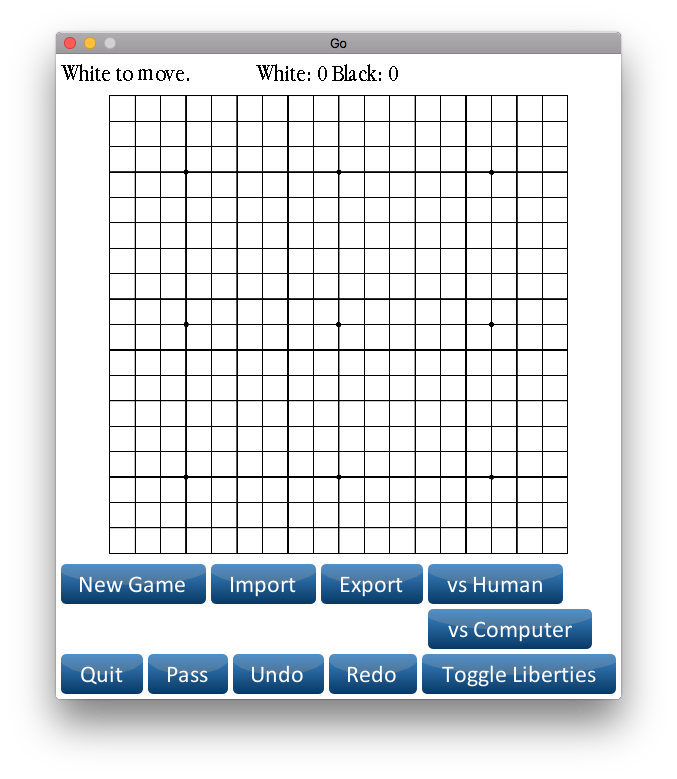 Go
White to move. White: 0 Black: 0
New Game Import Export vs Human
vs Computer
Quit Pass Undo Redo Toggle Liberties